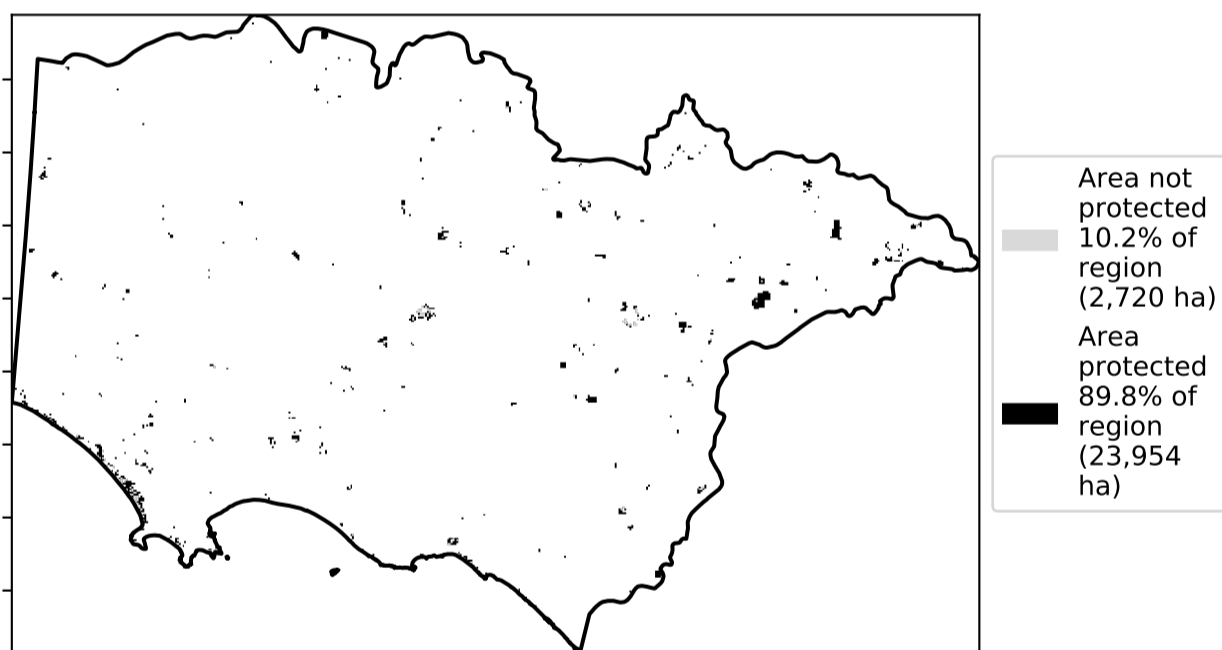 Area not
protected
10.2% of
region
(2,720 ha)
Area
protected
89.8% of
region
(23,954
ha)